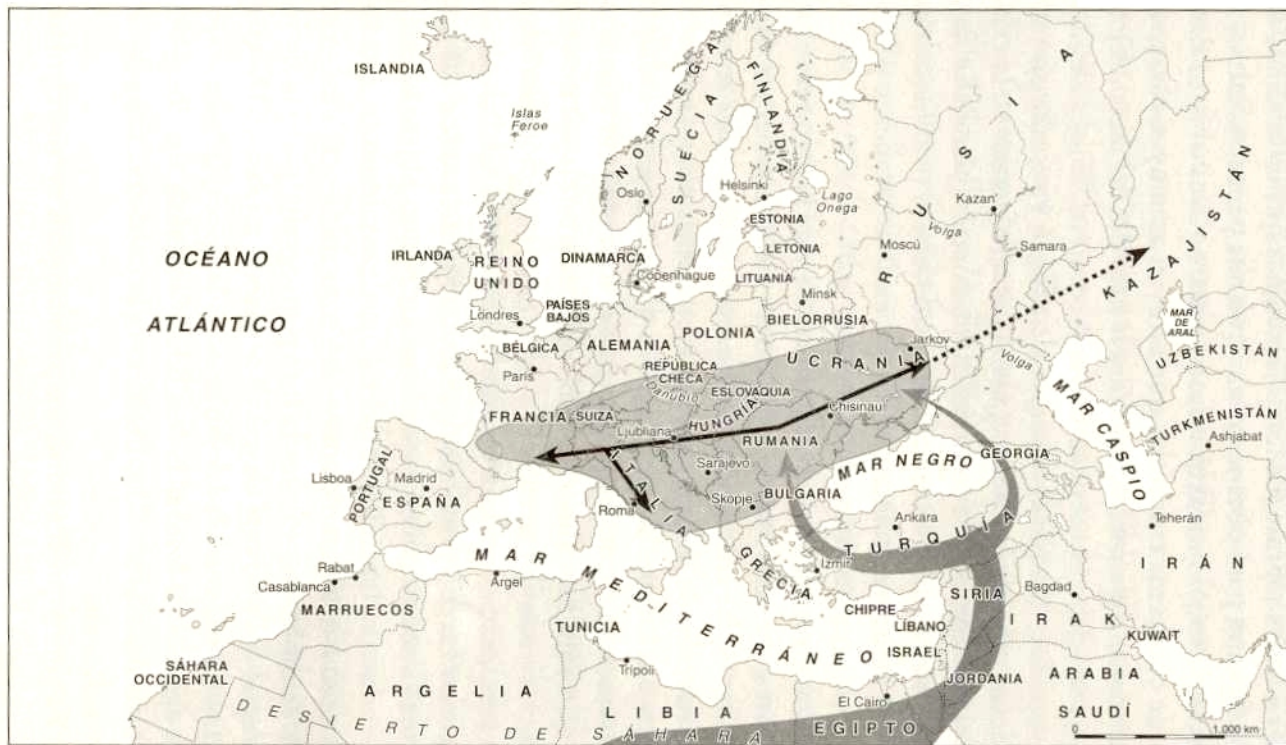 ISLANDIA
Islas
Feroe
NORUEGA
SUECIA
FINLANDIA
Oslo
Helsinki
Lago
Onega
RUSIA
Kazan'
Volga
Samara
Moscú
ESTONIA
LETONIA
LITUANIA
Minsk
BIELORRUSIA
OCÉANO
ATLÁNTICO
IRLANDA
REINO
UNIDO
Londres
DINAMARCA
Copenhague
PAÍSES
BAJOS
BÉLGICA
París
ALEMANIA
POLONIA
REPÚBLICA
CHECA
Danubio
ESLOVAQUIA
UCRANIA
Jarkov
KAZAJISTÁN
MAR
DE
ARAL
UZBEKISTÁN
Volga
MAR CASPIO
TURKMENISTÁN
Ashjabat
FRANCIA
SUIZA
Ljubliana
HUNGRÍA
Chisinau
RUMANIA
ITALIA
Sarajevo
Roma
Skopje
BULGARIA
MAR NEGRO
GEORGIA
Lisboa
PORTUGAL
Madrid
ESPAÑA
Ankara
TURQUÍA
Izmir
GRECIA
Teherán
IRÁN
MAR MEDITERRÁNEO
Rabat
Casablanca
MARRUECOS
Argel
TUNICIA
Trípoli
CHIPRE
SIRIA
LÍBANO
ISRAEL
Bagdad
IRAK
KUWAIT
JORDANIA
ARABIA
SAUDÍ
SÁHARA
OCCIDENTAL
ARGELIA
LIBIA
El Cairo
EGIPTO
DESIERTO DE SÁHARA
0
1.000 km